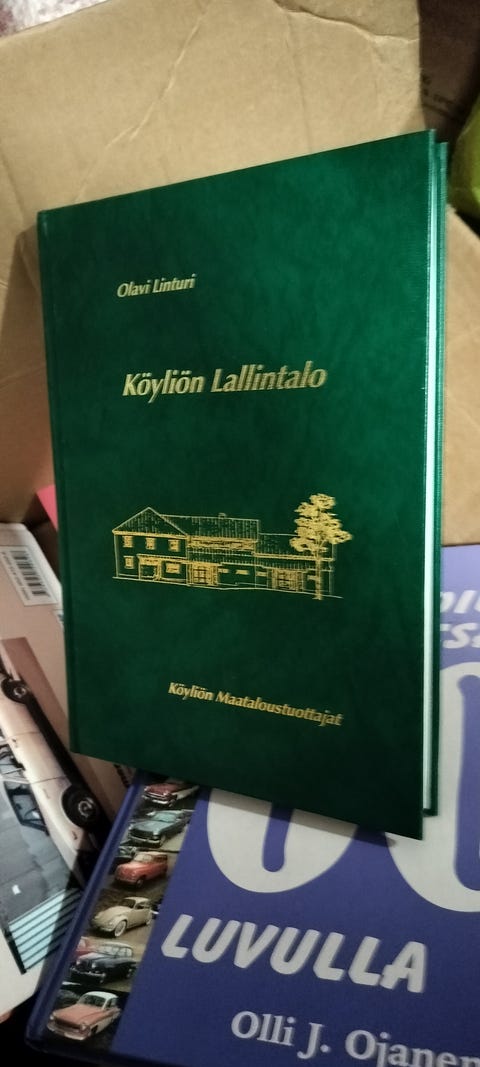 Olavi Linturi
Köyliön Lallintalo
Köyliön Maataloustuottajat
LUVULLA
Olli J. Ojanen